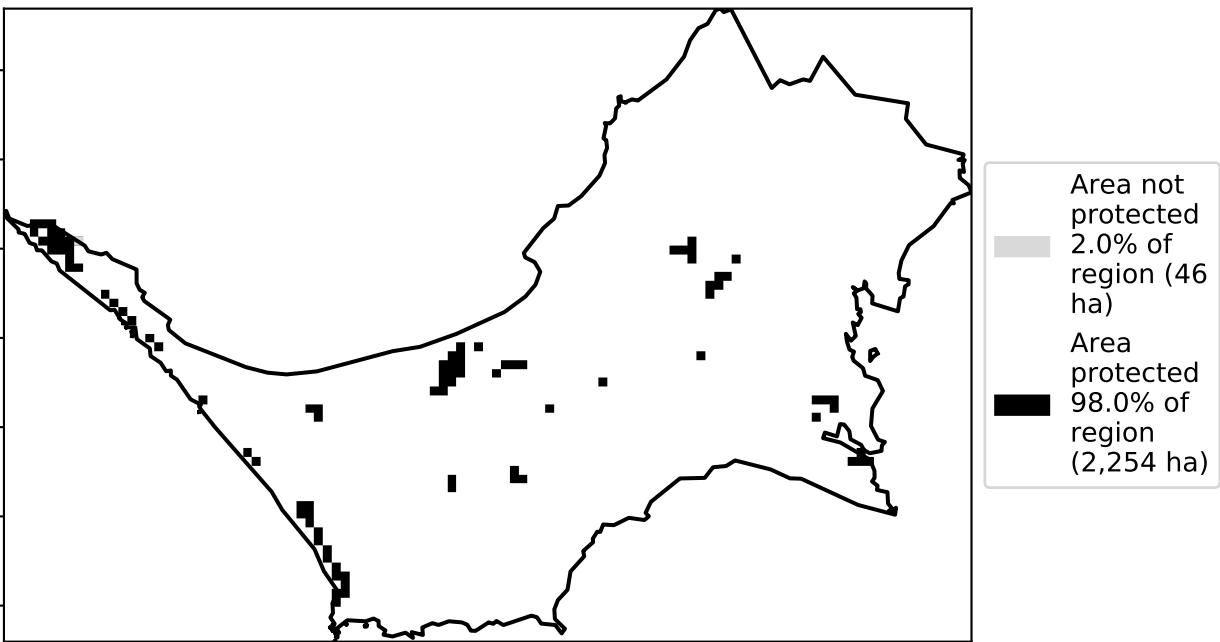 Area not
protected
2.0% of
region (46
ha)
Area
protected
98.0% of
region
(2,254 ha)